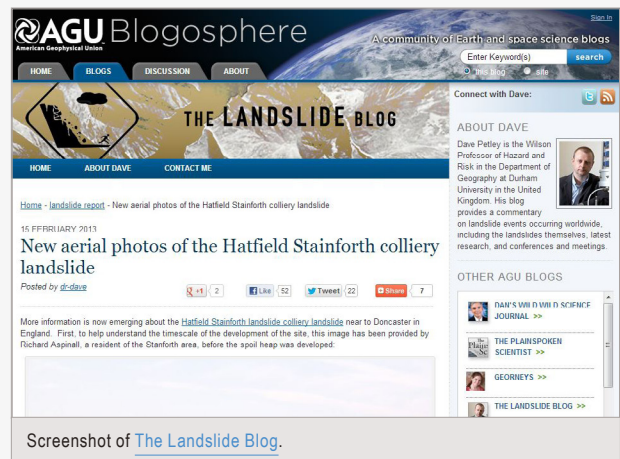 Sign In
AGU Blogosphere
American Geophysical Union
A community of Earth and space science blogs
Enter Keyword(s) search
this blog site
HOME BLOGS DISCUSSION ABOUT
THE LANDSLIDE BLOG
HOME ABOUT DAVE CONTACT ME
Home - landslide report - New aerial photos of the Hatfield Stainforth colliery landslide
15 FEBRUARY 2013
New aerial photos of the Hatfield Stainforth colliery
landslide
Posted by dr-dave
g +1 2 Like 52 Tweet 22 Share 7
More information is now emerging about the Hatfield Stainforth landslide colliery landslide near to Doncaster in
England. First, to help understand the timescale of the development of the site, this image has been provided by
Richard Aspinall, a resident of the Stanforth area, before the spoil heap was developed:
Connect with Dave:
ABOUT DAVE
Dave Petley is the Wilson
Professor of Hazard and
Risk in the Department of
Geography at Durham
University in the United
Kingdom. His blog
provides a commentary
on landslide events occurring worldwide,
including the landslides themselves, latest
research, and conferences and meetings.
OTHER AGU BLOGS
DAN'S WILD WILD SCIENCE
JOURNAL >>
THE PLAINSPOKEN
SCIENTIST >>
GEORNEYS >>
THE LANDSLIDE BLOG >>
Screenshot of The Landslide Blog.